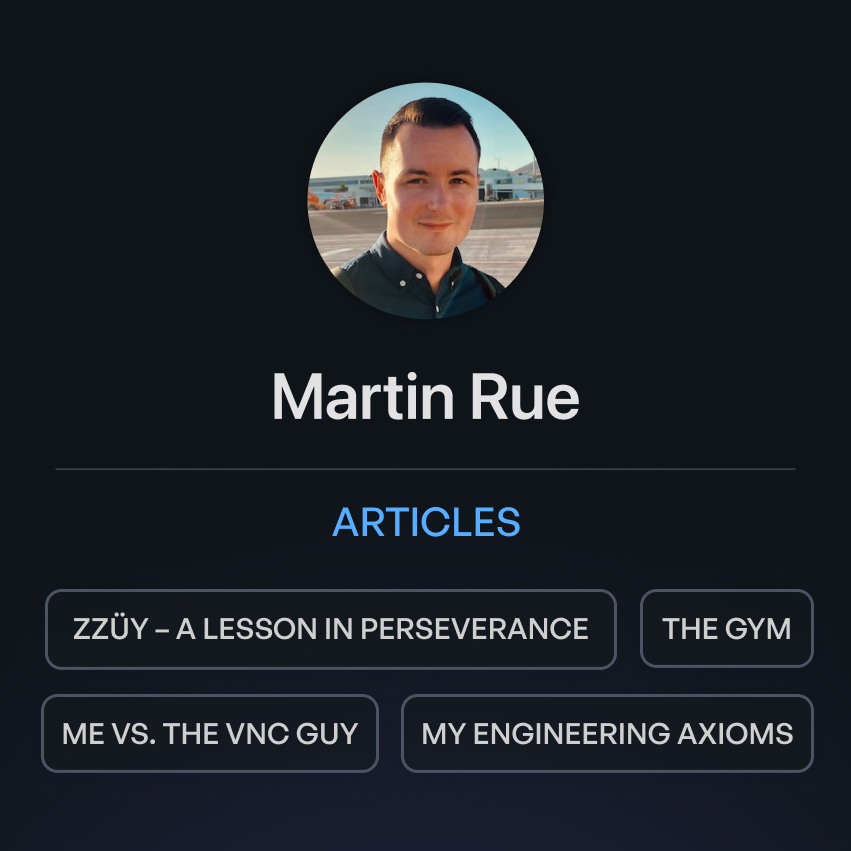 Martin Rue
ARTICLES
ZZÜY – A LESSON IN PERSEVERANCE
THE GYM
ME VS. THE VNC GUY
MY ENGINEERING AXIOMS